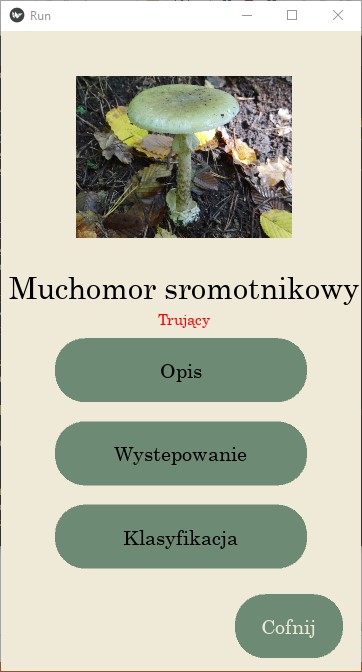 Run
Muchomor sromotnikowy
Trujący
Opis
Wystepowanie
Klasyfikacja
Cofnij